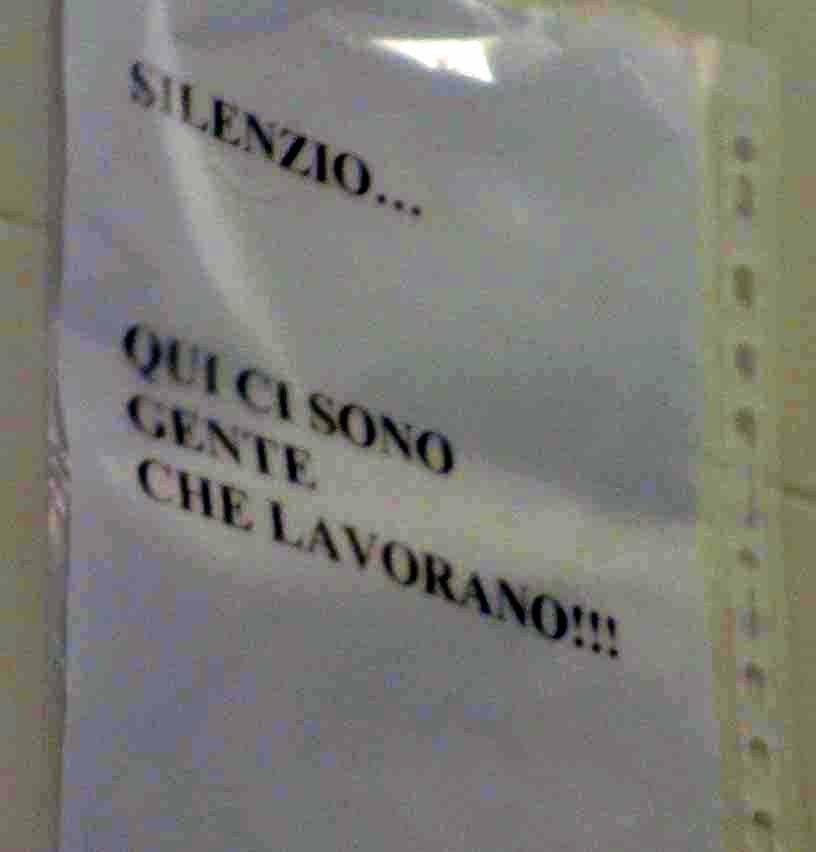 SILENZIO...
QUI CI SONO
GENTE
CHE LAVORANO!!!